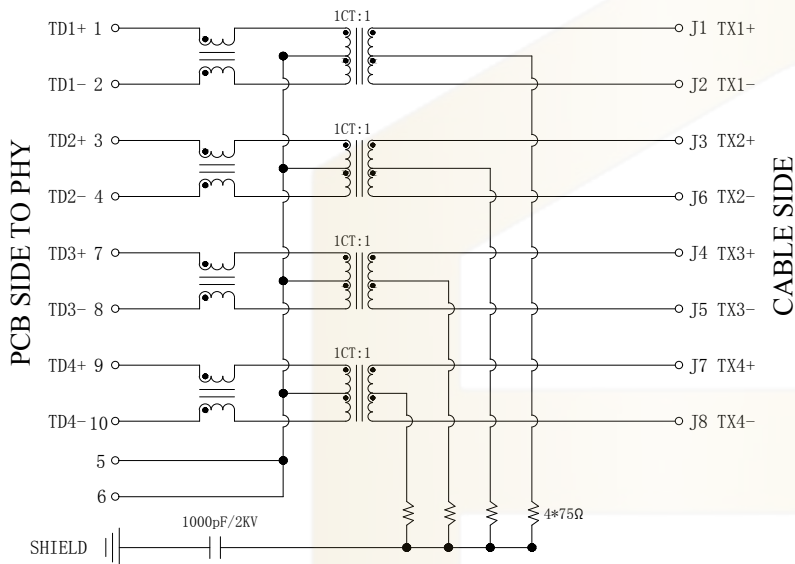 1CT:1
TD1+ 1
J1 TX1+
TD1- 2
J2 TX1-
1CT:1
TD2+ 3
J3 TX2+
TD2- 4
J6 TX2-
PCB SIDE TO PHY
CABLE SIDE
1CT:1
TD3+ 7
J4 TX3+
TD3- 8
J5 TX3-
1CT:1
TD4+ 9
J7 TX4+
TD4- 10
J8 TX4-
5
6
1000pF/2KV
4*75Ω
SHIELD